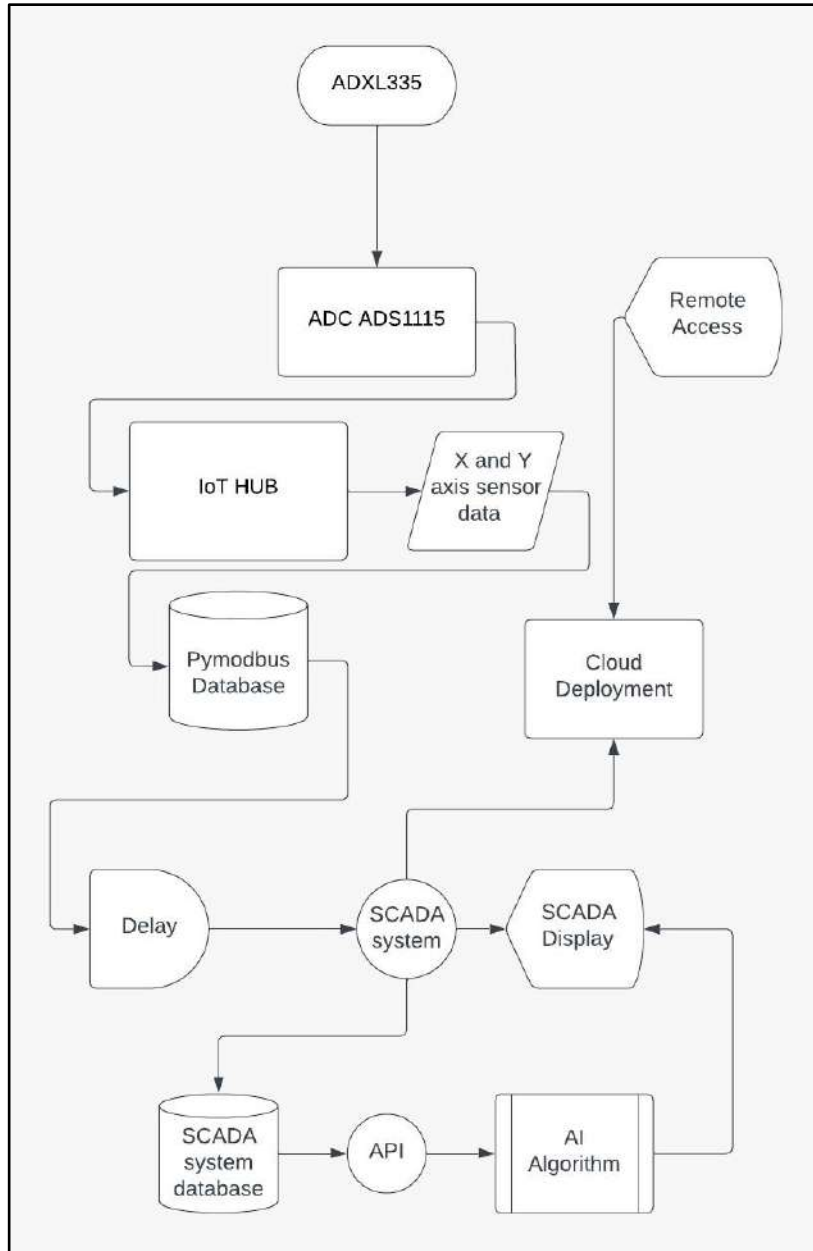 ADXL335
ADC ADS1115
Remote
Access
IoT HUB
X and Y
axis sensor
data
Pymodbus
Database
Cloud
Deployment
Delay
SCADA
system
SCADA
Display
SCADA
system
database
API
AI
Algorithm